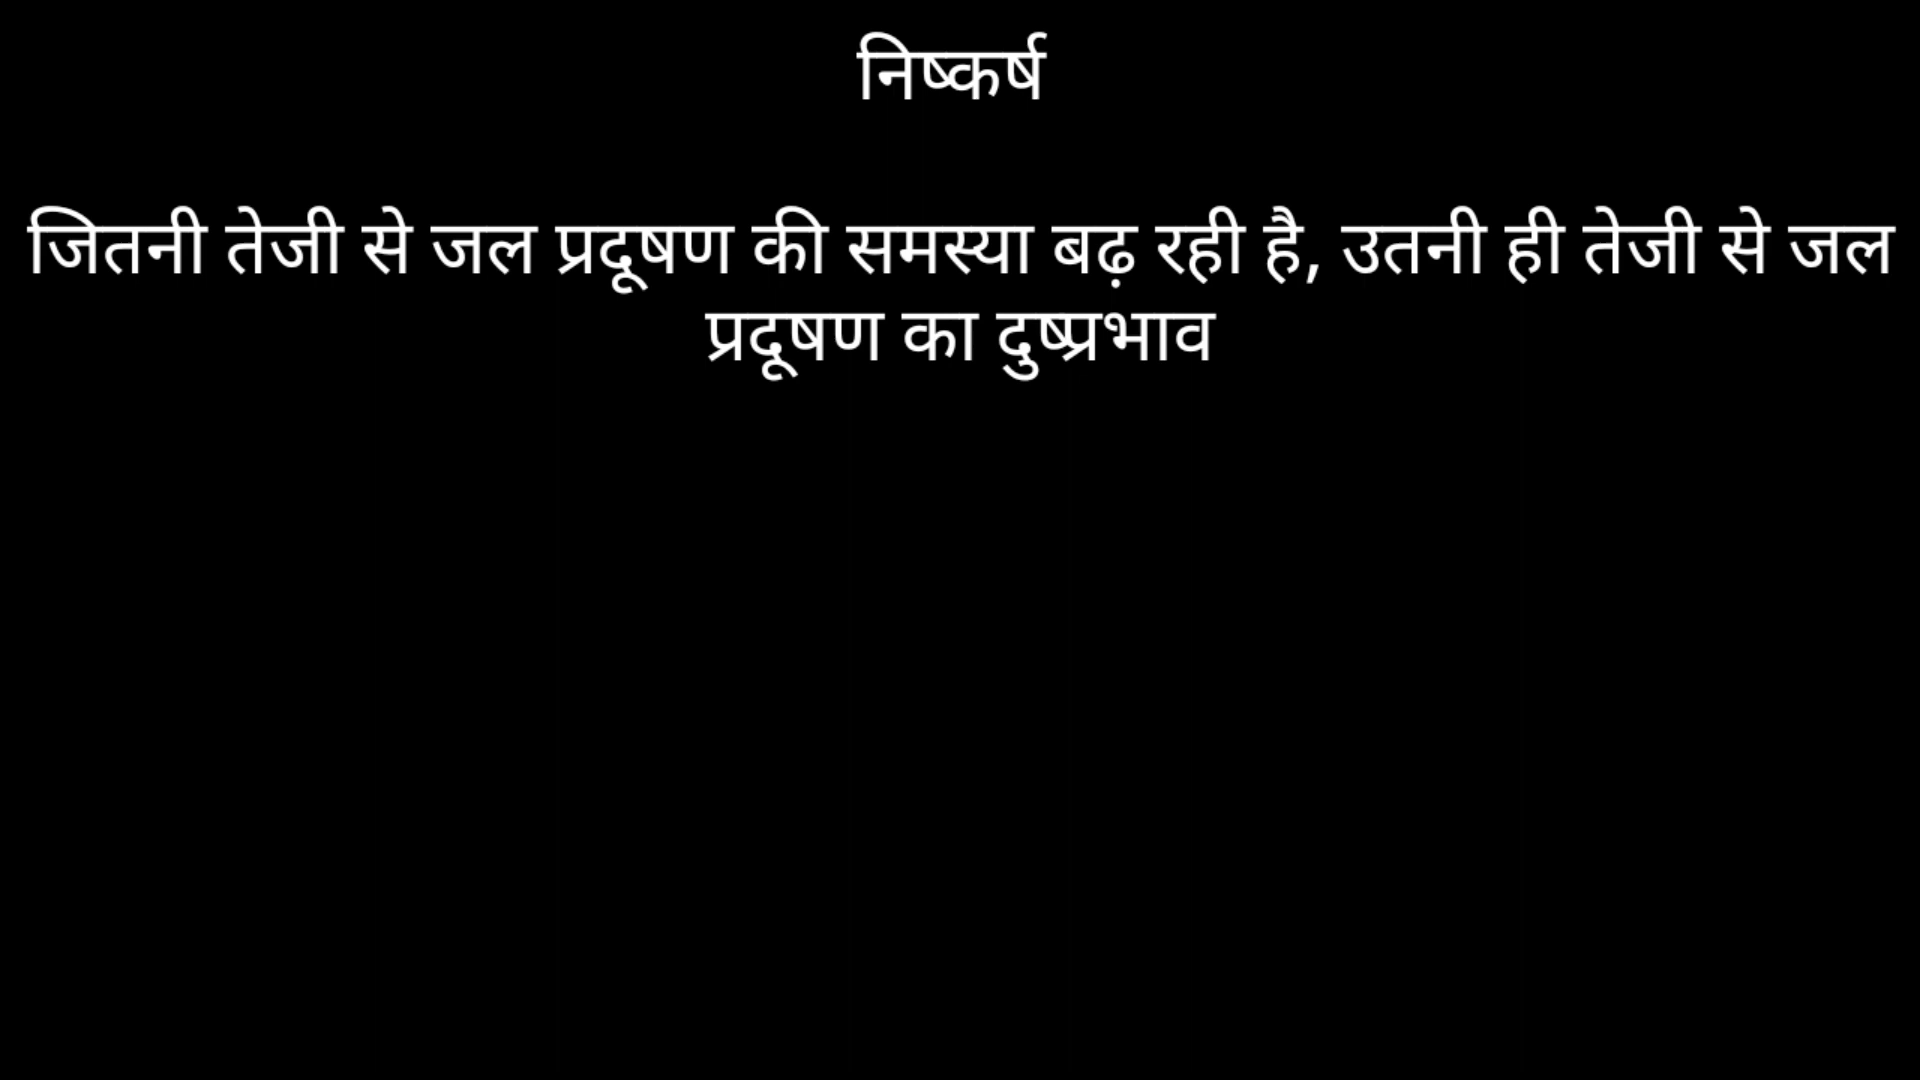 निष्कर्ष
जितनी तेजी से जल प्रदूषण की समस्या बढ़ रही है, उतनी ही तेजी से जल
प्रदूषण का दुष्प्रभाव